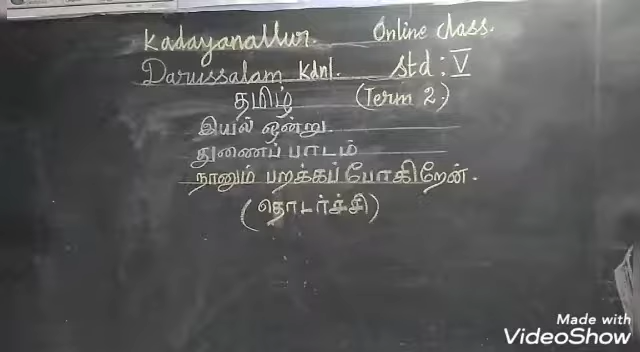 Kadayanallur. Online class.
Darussalam kdnl. std : V
தமிழ் (Term 2.)
இயல் ஒன்று.
துணைப் பாடம்
நானும் பறக்கப் போகிறேன்.
(தொடர்ச்சி)
Made with
VideoShow